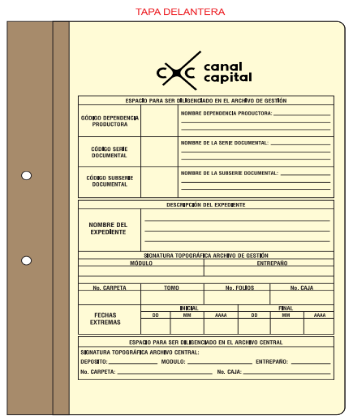 TAPA DELANTERA
canal
capital
ESPACIO PARA SER DILIGENCIADO EN EL ARCHIVO DE GESTIÓN
CÓDIGO DEPENDENCIA
PRODUCTORA
NOMBRE DEPENDENCIA PRODUCTORA:
CÓDIGO SERIE
DOCUMENTAL
NOMBRE DE LA SERIE DOCUMENTAL:
CÓDIGO SUBSERIE
DOCUMENTAL
NOMBRE DE LA SUBSERIE DOCUMENTAL:
DESCRIPCIÓN DEL EXPEDIENTE
NOMBRE DEL
EXPEDIENTE
SIGNATURA TOPOGRÁFICA ARCHIVO DE GESTIÓN
MÓDULO ENTREPAÑO
No. CARPETA TOMO No. FOLIOS No. CAJA
FECHAS
EXTREMAS
INICIAL FINAL
DD MM AAAA DD MM AAAA
ESPACIO PARA SER DILIGENCIADO EN EL ARCHIVO CENTRAL
SIGNATURA TOPOGRÁFICA ARCHIVO CENTRAL:
DEPOSITO: MODULO: ENTREPAÑO:
No. CARPETA: No. CAJA: